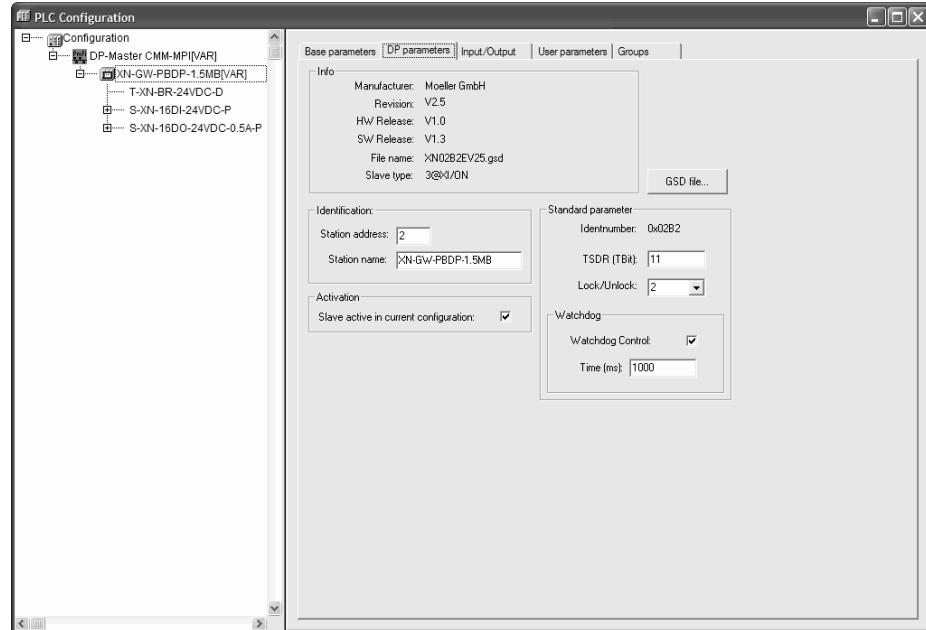 PLC Configuration
Configuration
DP-Master CMM-MPI[VAR]
XN-GW-PBDP-1.5MB[VAR]
T-XN-BR-24VDC-D
S-XN-16DI-24VDC-P
S-XN-16DO-24VDC-0.5A-P
Base parameters DP parameters Input/Output User parameters Groups
Info
Manufacturer: Moeller GmbH
Revision: V2.5
HW Release: V1.0
SW Release: V1.3
File name: XN02B2EV25.gsd
Slave type: 3@XI/ON
GSD file...
Identification:
Station address: 2
Station name: XN-GW-PBDP-1.5MB
Activation
Slave active in current configuration:
Standard parameter
Identnumber: 0x02B2
TSDR (TBit): 11
Lock/Unlock: 2
Watchdog
Watchdog Control:
Time (ms): 1000